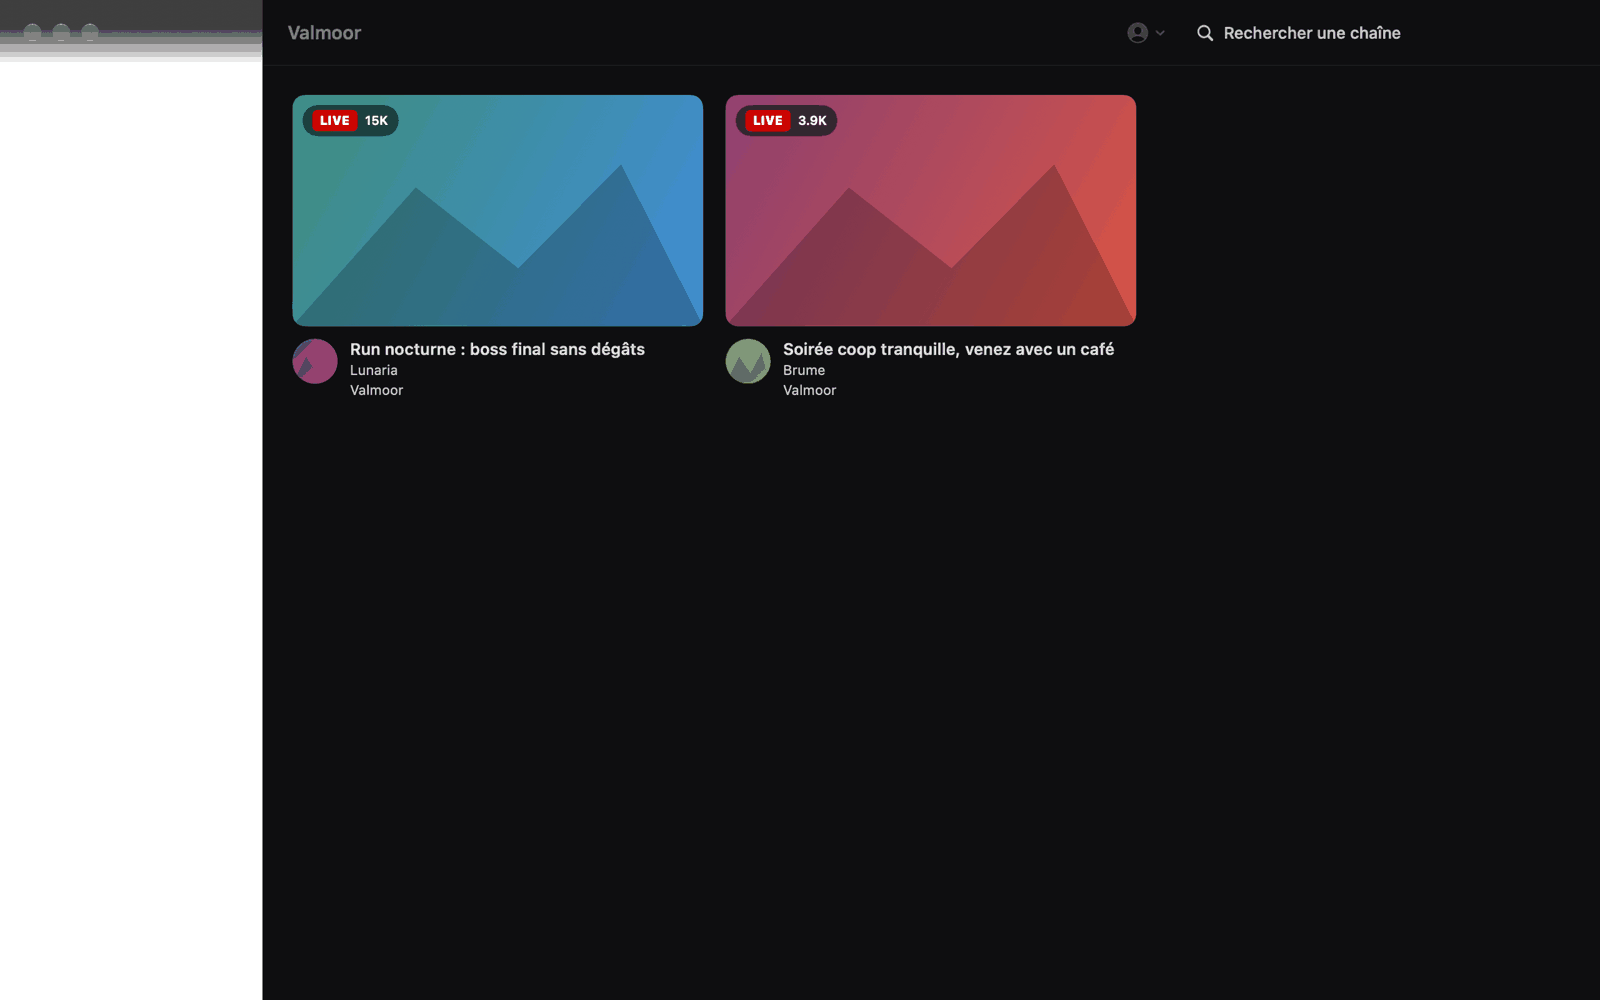 Valmoor
Rechercher une chaîne
LIVE 15K
LIVE 3.9K
Run nocturne : boss final sans dégâts
Lunaria
Valmoor
Soirée coop tranquille, venez avec un café
Brume
Valmoor